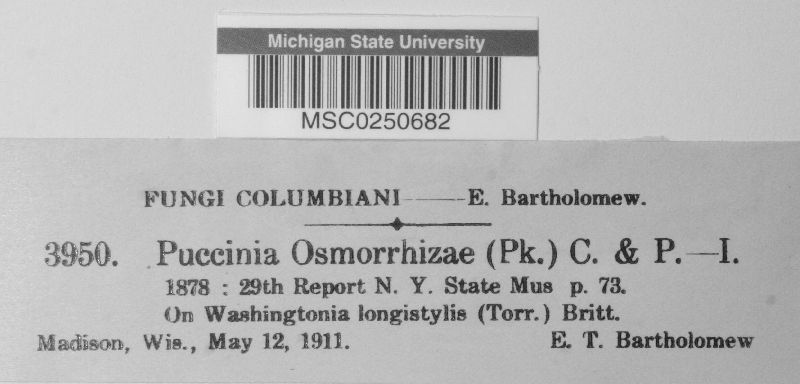 Michigan State University
MSC0250682
FUNGI COLUMBIANI——E. Bartholomew.
3950. Puccinia Osmorrhizae (Pk.) C. & P.—I.
1878 : 29th Report N. Y. State Mus p. 73.
On Washingtonia longistylis (Torr.) Britt.
Madison, Wis., May 12, 1911. E. T. Bartholomew